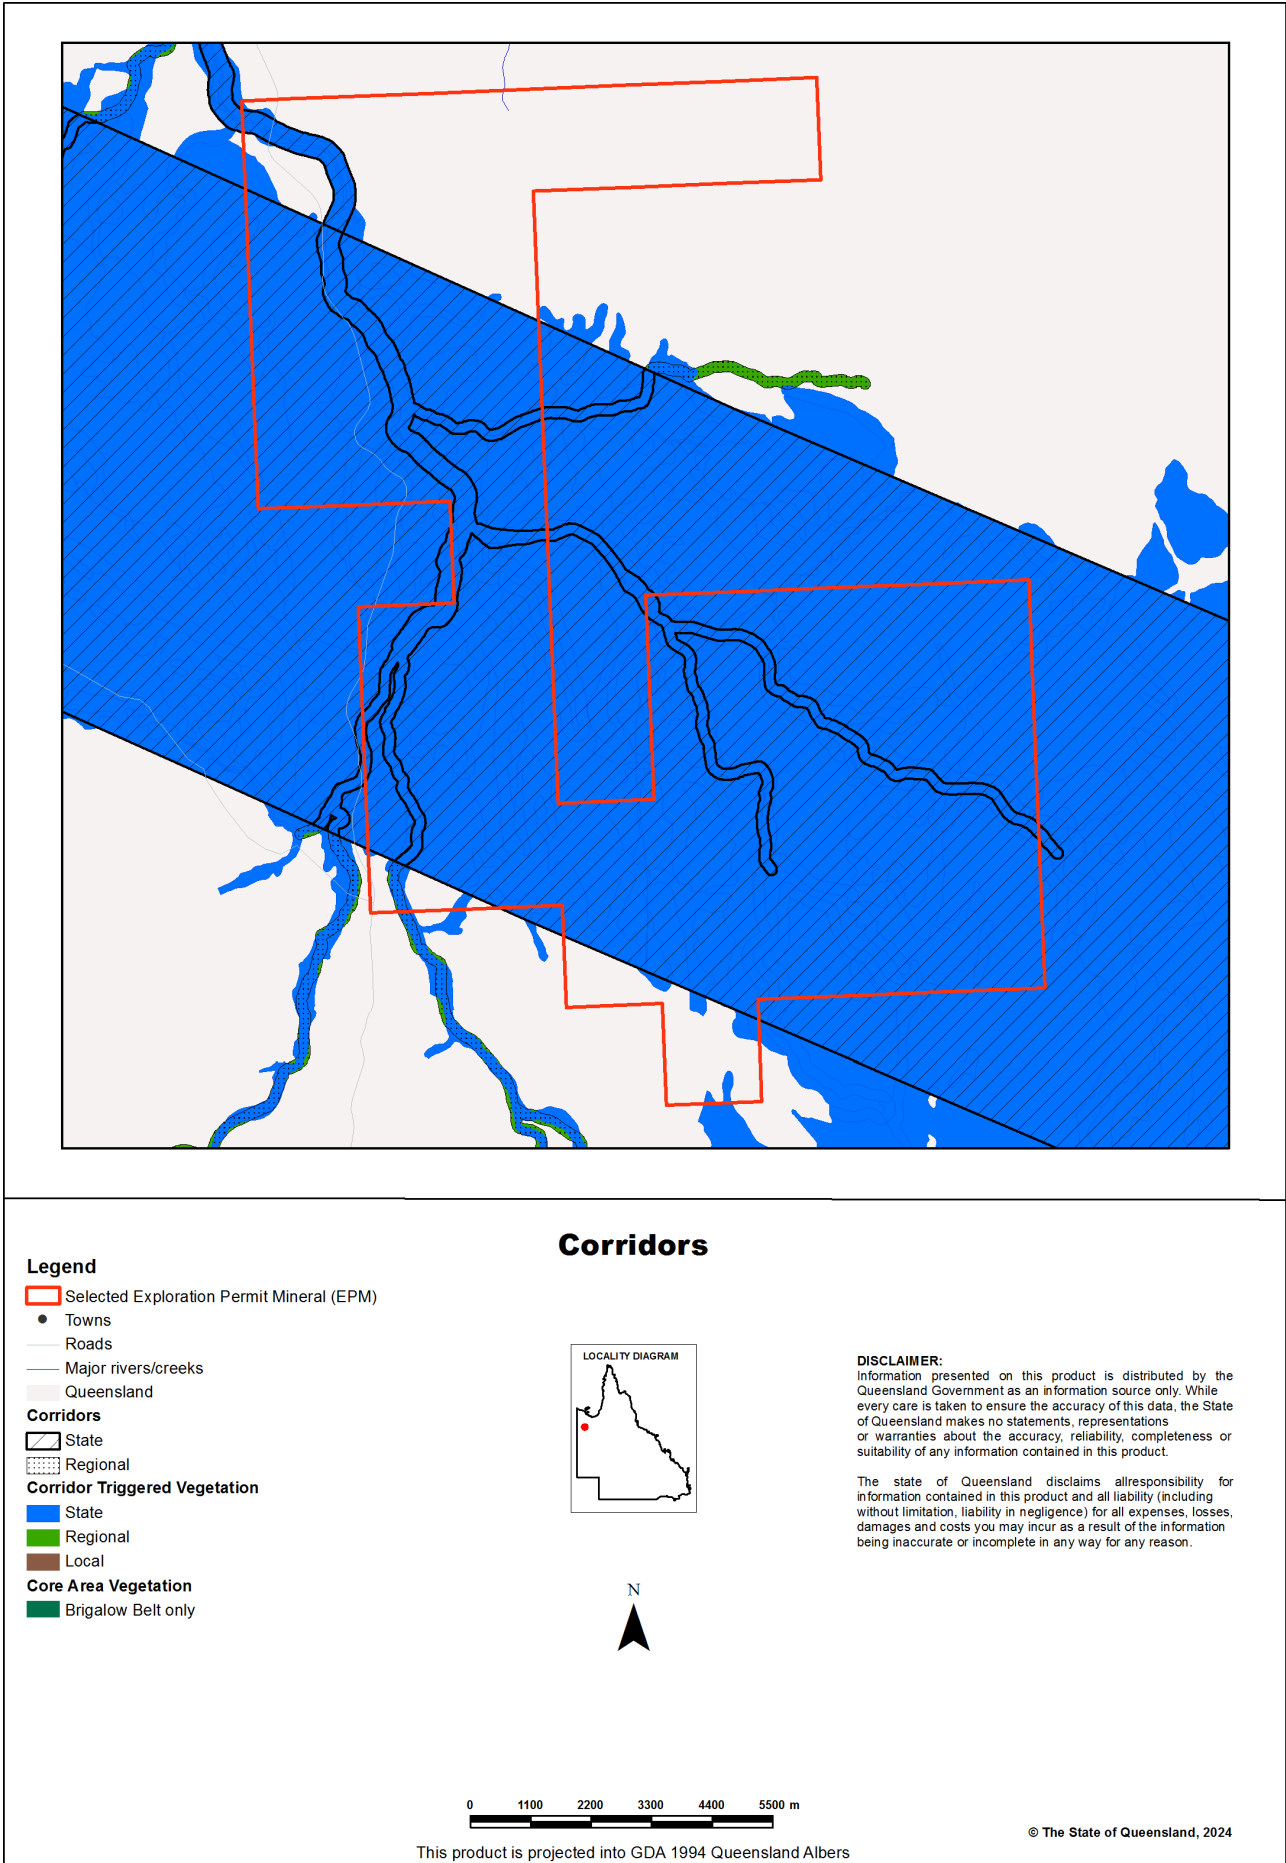 Corridors
Legend
Selected Exploration Permit Mineral (EPM)
Towns
Roads
Major rivers/creeks
Queensland
Corridors
State
Regional
Corridor Triggered Vegetation
State
Regional
Local
Core Area Vegetation
Brigalow Belt only
LOCALITY DIAGRAM
N
DISCLAIMER:
Information presented on this product is distributed by the
Queensland Government as an information source only. While
every care is taken to ensure the accuracy of this data, the State
of Queensland makes no statements, representations
or warranties about the accuracy, reliability, completeness or
suitability of any information contained in this product.
The state of Queensland disclaims allresponsibility for
information contained in this product and all liability (including
without limitation, liability in negligence) for all expenses, losses,
damages and costs you may incur as a result of the information
being inaccurate or incomplete in any way for any reason.
0 1100 2200 3300 4400 5500 m
This product is projected into GDA 1994 Queensland Albers
© The State of Queensland, 2024